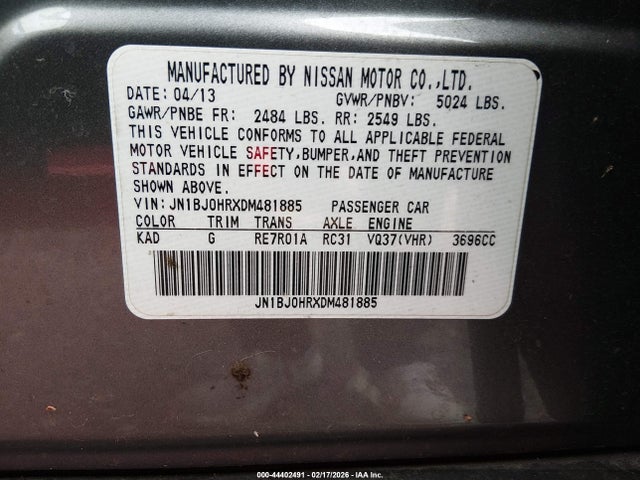 MANUFACTURED BY NISSAN MOTOR CO.,LTD.
DATE: 04/13 GVWR/PNBV: 5024 LBS.
GAWR/PNBE FR: 2484 LBS. RR: 2549 LBS.
THIS VEHICLE CONFORMS TO ALL APPLICABLE FEDERAL
MOTOR VEHICLE SAFETY,BUMPER,AND THEFT PREVENTION
STANDARDS IN EFFECT ON THE DATE OF MANUFACTURE
SHOWN ABOVE.
VIN: JN1BJ0HRXDM481885 PASSENGER CAR
COLOR TRIM TRANS AXLE ENGINE
KAD G RE7R01A RC31 VQ37(VHR) 3696CC
JN1BJ0HRXDM481885
000-44402491 - 02/17/2026 - IAA Inc.